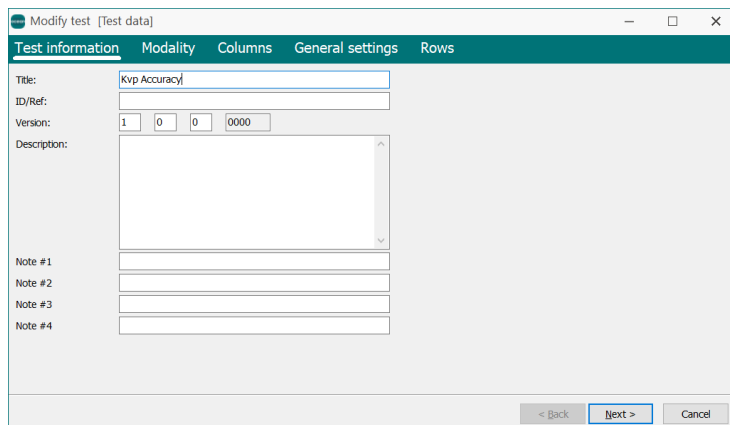 Modify test [Test data]
Test information Modality Columns General settings Rows
Title: Kvp Accuracy
ID/Ref:
Version: 1 0 0 0000
Description:
Note #1
Note #2
Note #3
Note #4
< Back Next > Cancel